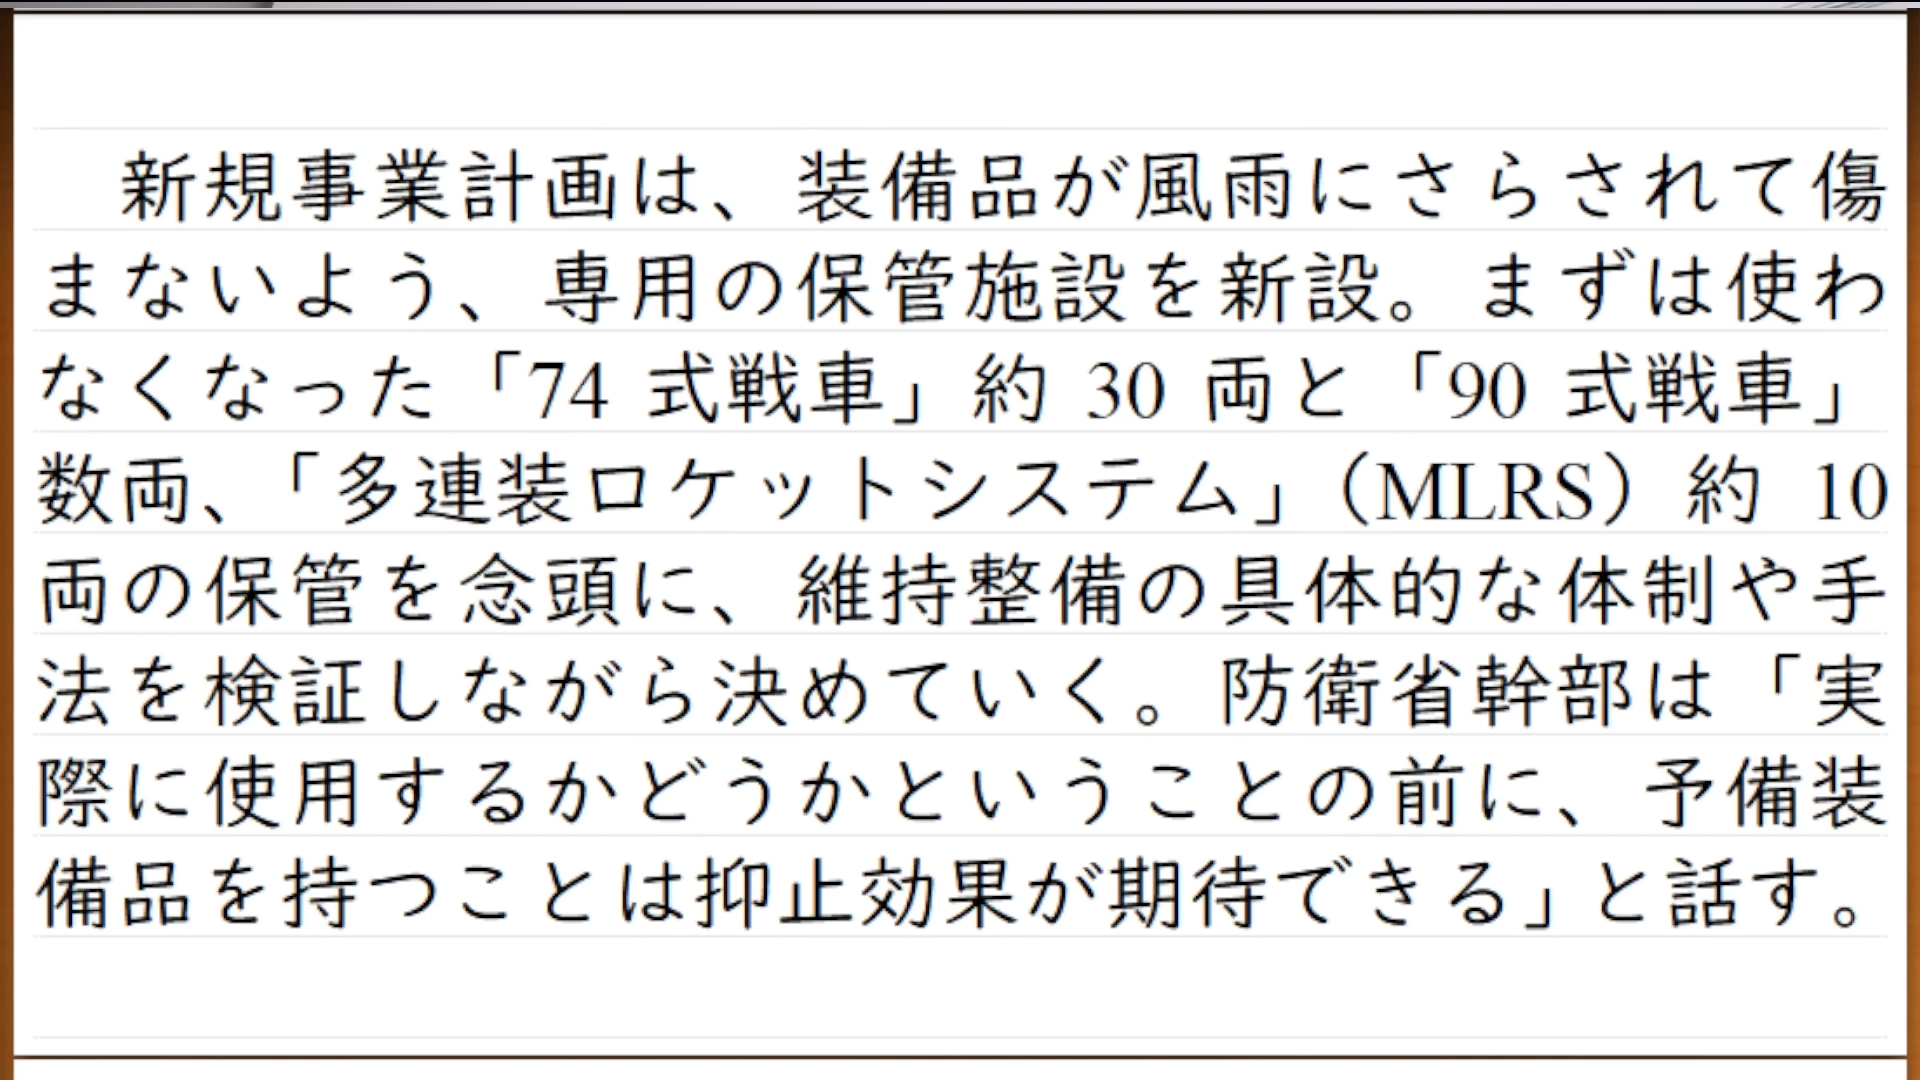 新規事業計画は、装備品が風雨にさらされて傷
まないよう、専用の保管施設を新設。まずは使わ
なくなった「74 式戦車」約 30 両と「90 式戦車」
数両、「多連装ロケットシステム」（MLRS）約 10
両の保管を念頭に、維持整備の具体的な体制や手
法を検証しながら決めていく。防衛省幹部は「実
際に使用するかどうかということの前に、予備装
備品を持つことは抑止効果が期待できる」と話す。